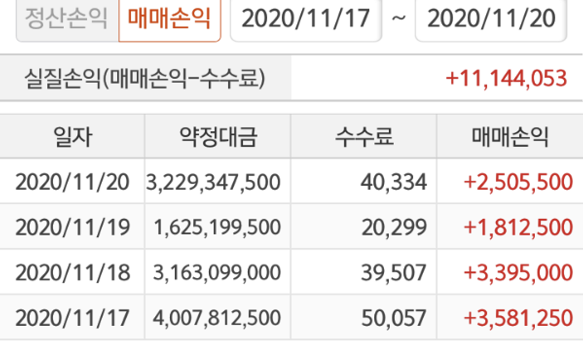 정산손익 매매손익 2020/11/17 ~ 2020/11/20
실질손익(매매손익-수수료) +11,144,053
일자 약정대금 수수료 매매손익
2020/11/20 3,229,347,500 40,334 +2,505,500
2020/11/19 1,625,199,500 20,299 +1,812,500
2020/11/18 3,163,099,000 39,507 +3,395,000
2020/11/17 4,007,812,500 50,057 +3,581,250